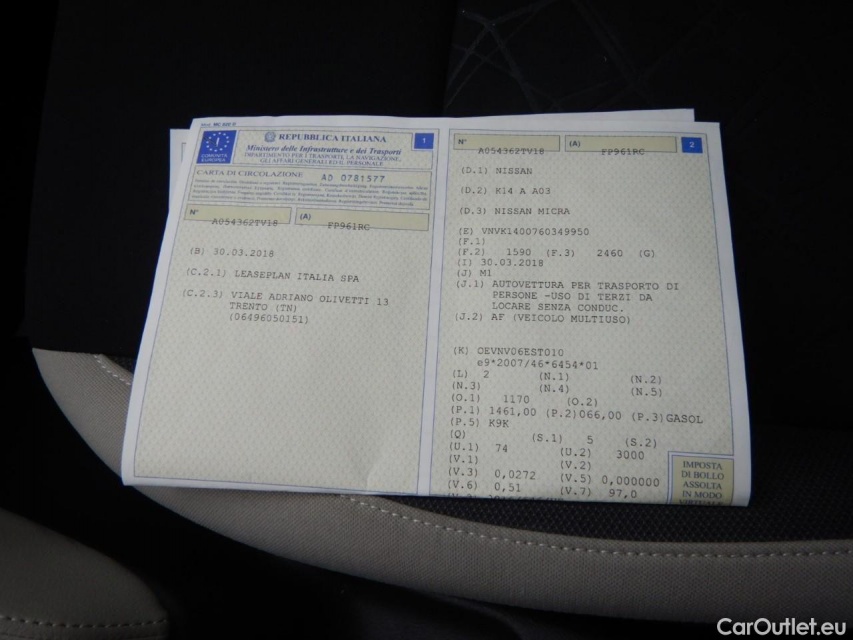 REPUBBLICA ITALIANA
Ministero delle Infrastrutture e dei Trasporti
DIPARTIMENTO PER I TRASPORTI, LA NAVIGAZIONE,
GLI AFFARI GENERALI ED IL PERSONALE
1
CARTA DI CIRCOLAZIONE AD 0781577
N° A054362TV18 (A) FP961RC
(B) 30.03.2018
(C.2.1) LEASEPLAN ITALIA SPA
(C.2.3) VIALE ADRIANO OLIVETTI 13
TRENTO (TN)
(06496050151)
N° A054362TV18 (A) FP961RC 2
(D.1) NISSAN
(D.2) K14 A A03
(D.3) NISSAN MICRA
(E) VNVK1400760349950
(F.1)
(F.2) 1590 (F.3) 2460 (G)
(I) 30.03.2018
(J) M1
(J.1) AUTOVETTURA PER TRASPORTO DI
PERSONE -USO DI TERZI DA
LOCARE SENZA CONDUC.
(J.2) AF (VEICOLO MULTIUSO)
(K) OEVNV06EST010
e9*2007/46*6454*01
(L) 2 (N.1) (N.2)
(N.3) (N.4) (N.5)
(O.1) 1170 (O.2)
(P.1) 1461,00 (P.2)066,00 (P.3)GASOL
(P.5) K9K
(Q) (S.1) 5 (S.2)
(U.1) 74 (U.2) 3000
(V.1) (V.2)
(V.3) 0,0272 (V.5) 0,000000
(V.6) 0,51 (V.7) 97,0
IMPOSTA
DI BOLLO
ASSOLTA
IN MODO
CarOutlet.eu